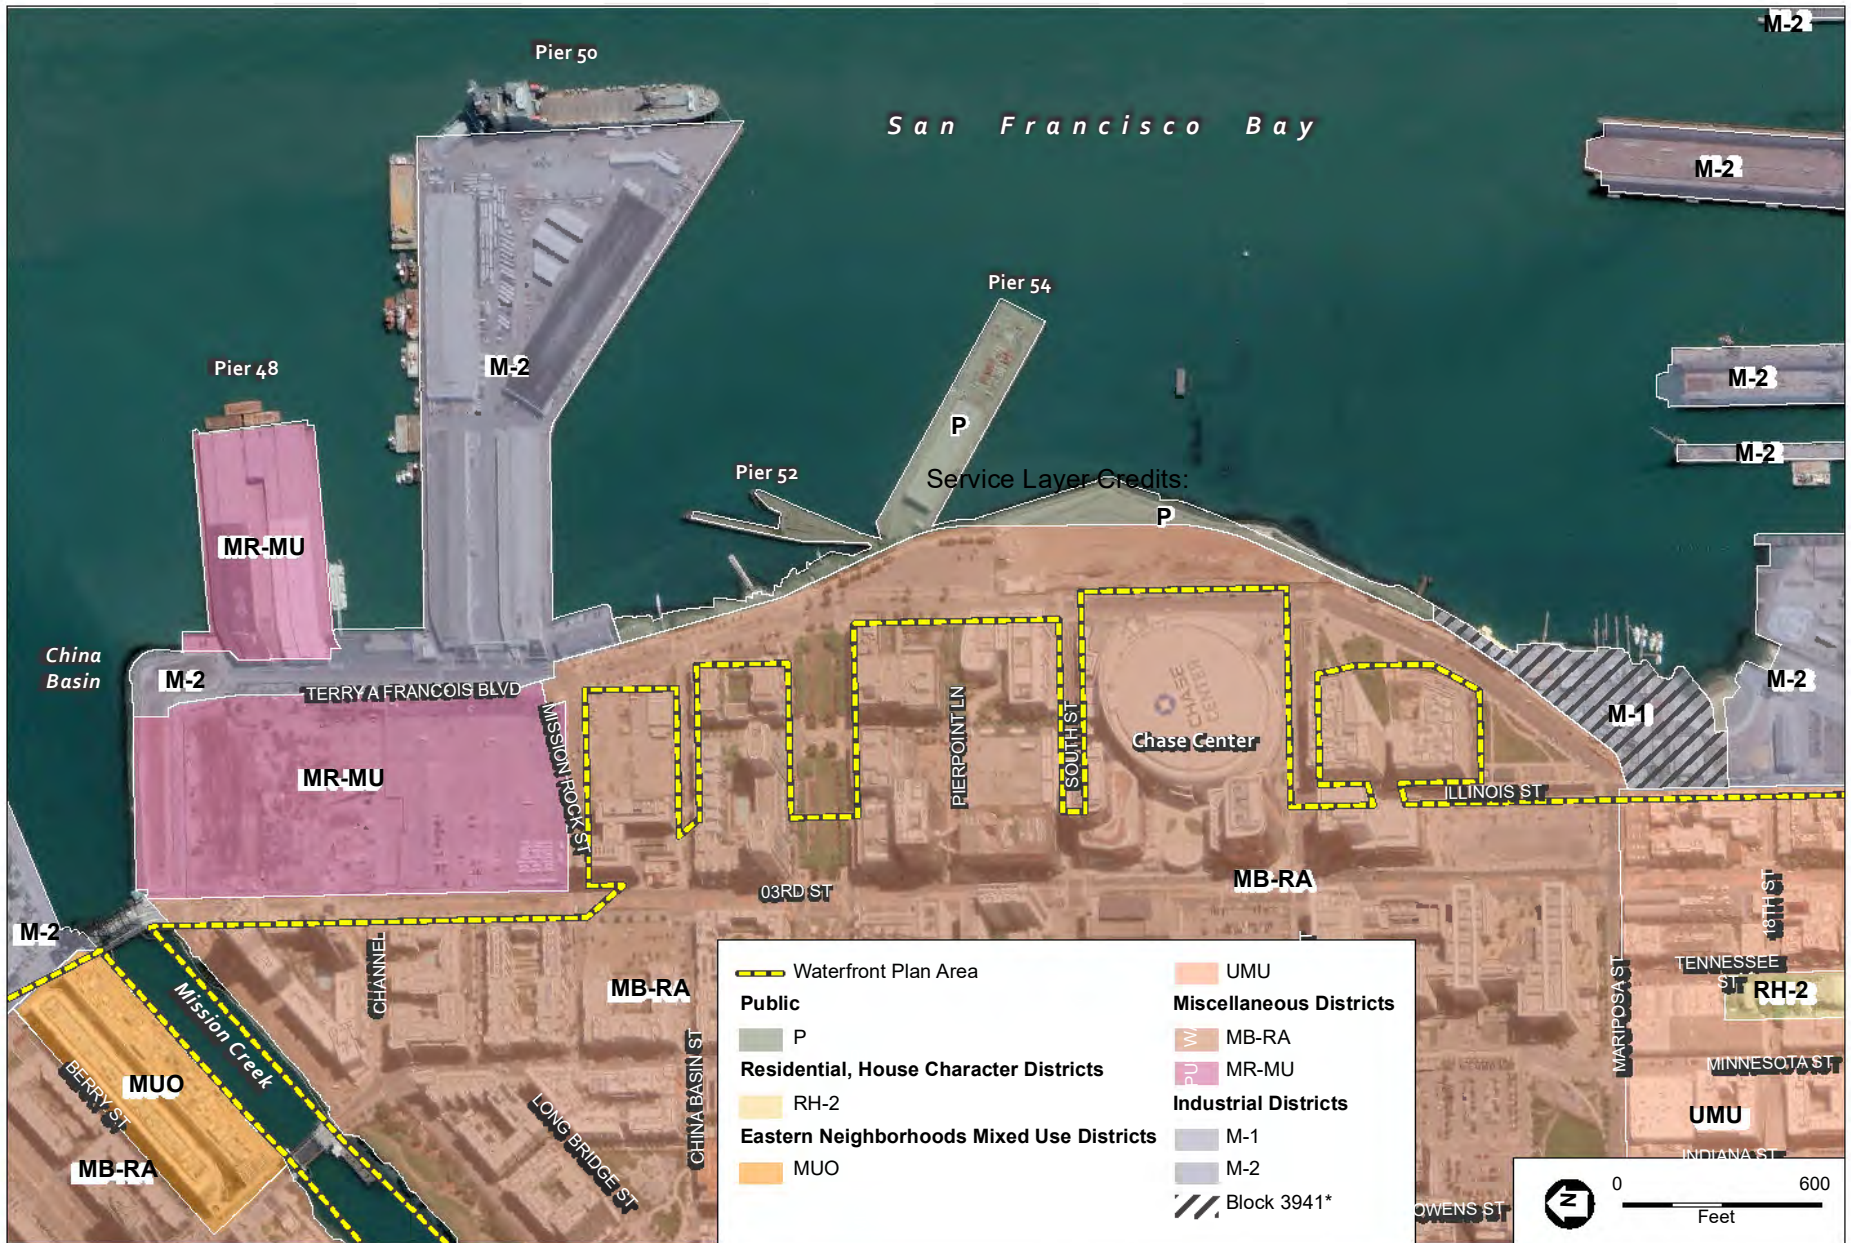 M-2
Pier 50
San Francisco Bay
M-2
Pier 54
Pier 48
M-2
M-2
P
M-2
Pier 52
Service Layer Credits:
P
MR-MU
China
Basin
M-2
TERRY A FRANCOIS BLVD
M-2
MISSION ROCK ST
PIERPOINT LN
SOUTH ST
CHASE
CENTER
Chase Center
M-1
MR-MU
ILLINOIS ST
03RD ST
MB-RA
18TH ST
M-2
CHANNEL
MB-RA
Mission Creek
TENNESSEE
ST
RH-2
MARIPOSA ST
MINNESOTA ST
MUO
BERRY ST
LONG BRIDGE ST
CHINA BASIN ST
UMU
MB-RA
INDIANA ST
OWENS ST
Waterfront Plan Area
Public
P
Residential, House Character Districts
RH-2
Eastern Neighborhoods Mixed Use Districts
MUO
UMU
Miscellaneous Districts
MB-RA
MR-MU
Industrial Districts
M-1
M-2
Block 3941*
N
0 600
Feet